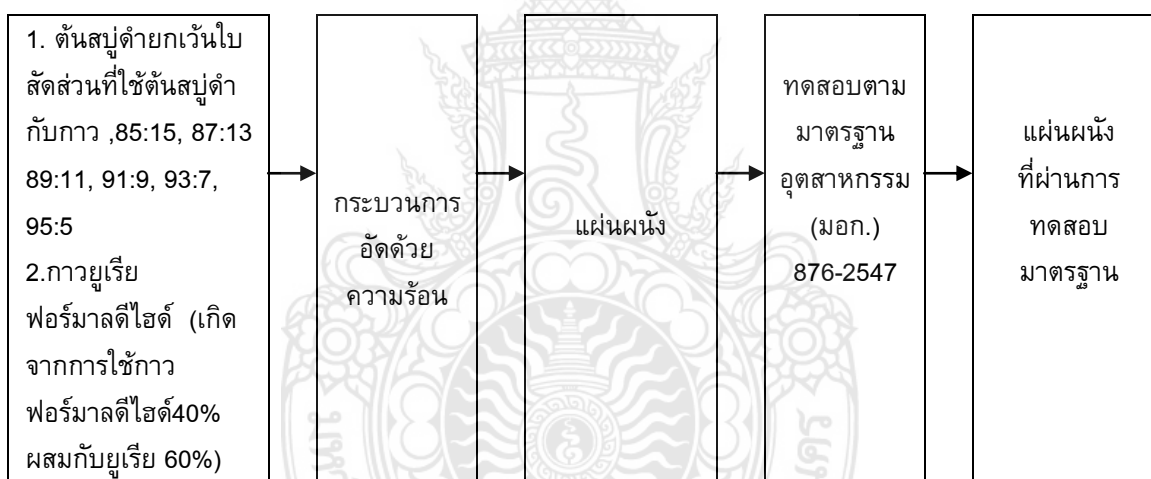 1. ต้นสบู่ดำยกเว้นใบ
สัดส่วนที่ใช้ต้นสบู่ดำ
กับกาว ,85:15, 87:13
89:11, 91:9, 93:7,
95:5
2.กาวยูเรีย
ฟอร์มาลดีไฮด์ (เกิด
จากการใช้กาว
ฟอร์มาลดีไฮด์40%
ผสมกับยูเรีย 60%)
กระบวนการ
อัดด้วย
ความร้อน
แผ่นผนัง
ทดสอบตาม
มาตรฐาน
อุตสาหกรรม
(มอก.)
876-2547
แผ่นผนัง
ที่ผ่านการ
ทดสอบ
มาตรฐาน